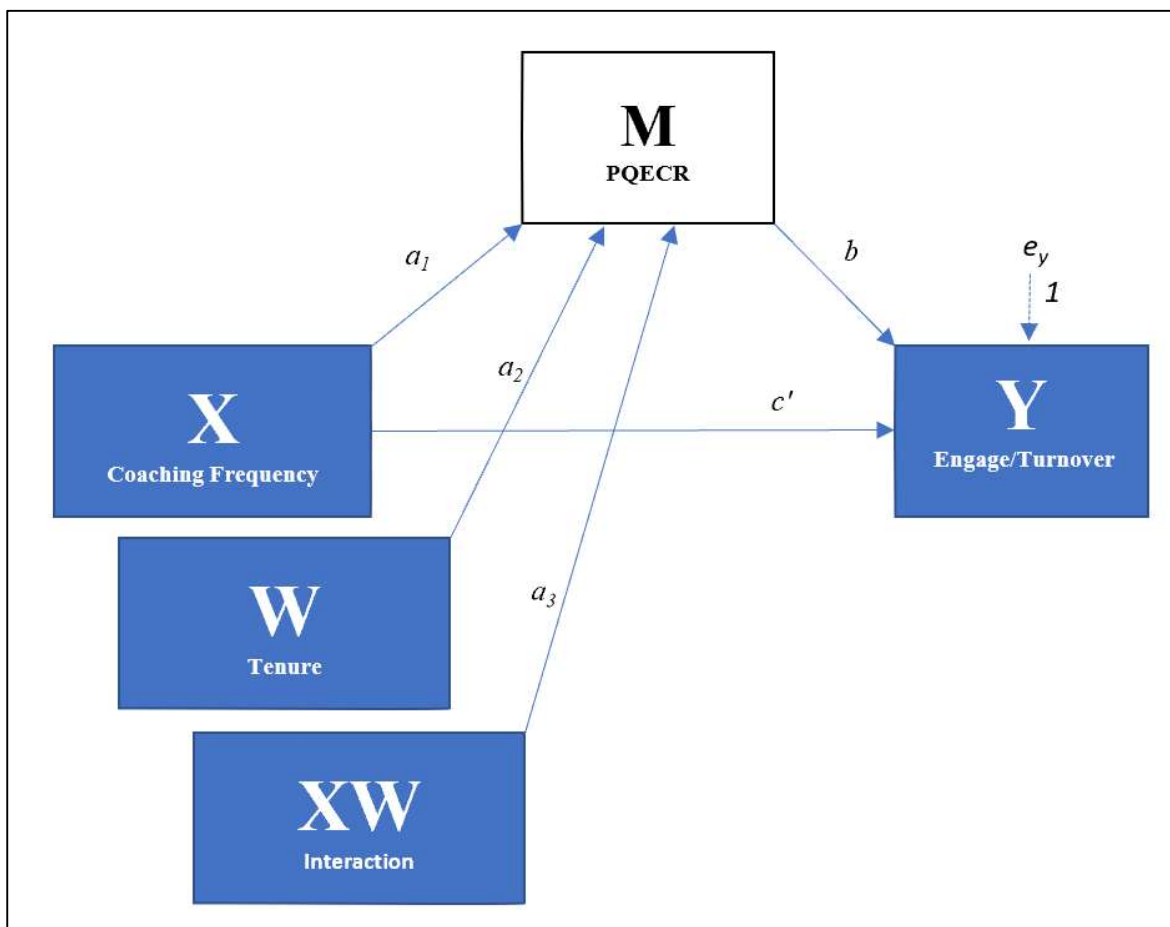 M
PQECR
a1
b
ey
1
X
Coaching Frequency
a2
c'
Y
Engage/Turnover
W
Tenure
a3
XW
Interaction